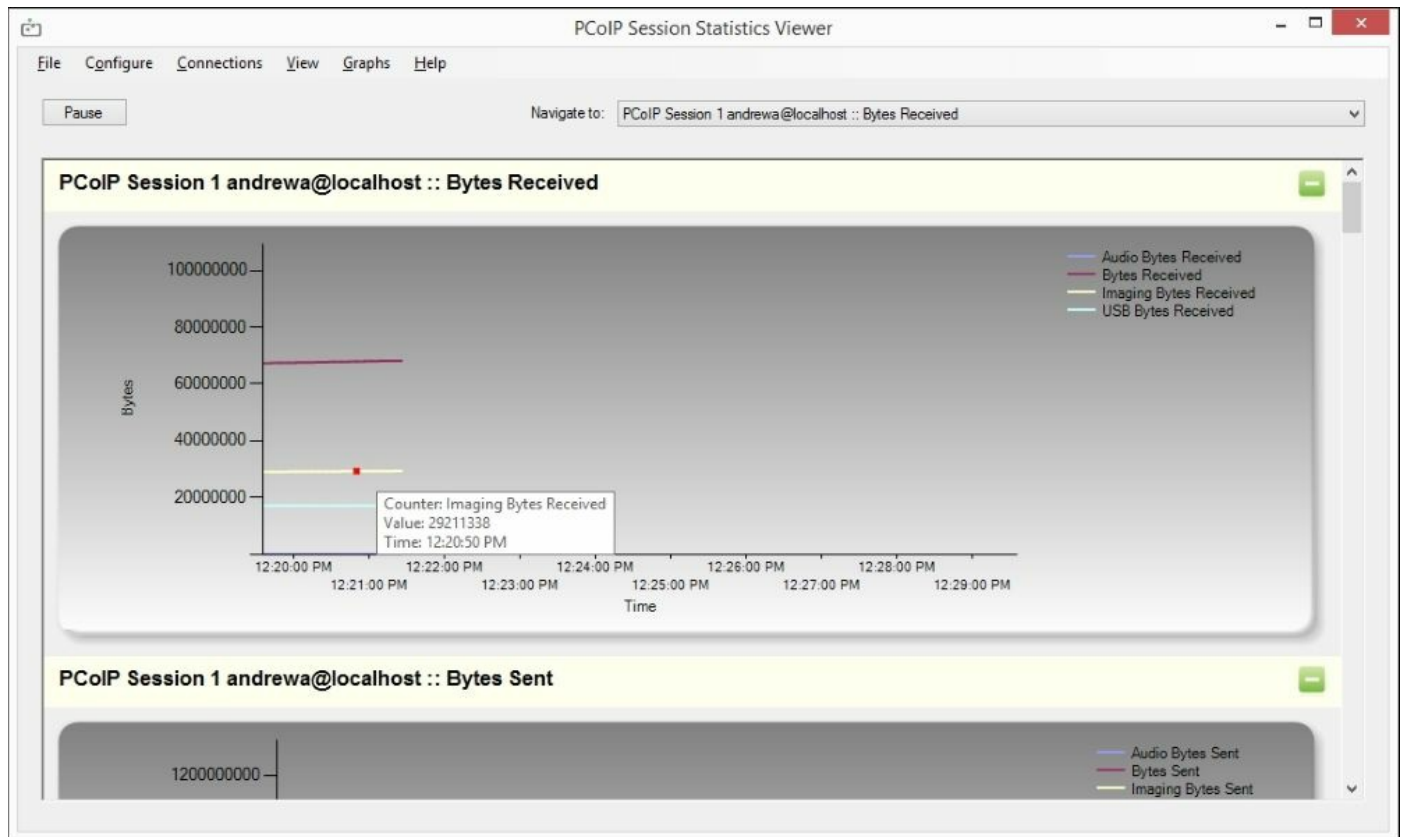 PCoIP Session Statistics Viewer
File Configure Connections View Graphs Help
Pause
Navigate to: PCoIP Session 1 andrewa@localhost :: Bytes Received
PCoIP Session 1 andrewa@localhost :: Bytes Received
Audio Bytes Received
Bytes Received
Imaging Bytes Received
USB Bytes Received
100000000
80000000
60000000
40000000
20000000
Bytes
Counter: Imaging Bytes Received
Value: 29211338
Time: 12:20:50 PM
12:20:00 PM 12:22:00 PM 12:24:00 PM 12:26:00 PM 12:28:00 PM
12:21:00 PM 12:23:00 PM 12:25:00 PM 12:27:00 PM 12:29:00 PM
Time
PCoIP Session 1 andrewa@localhost :: Bytes Sent
1200000000
Audio Bytes Sent
Bytes Sent
Imaging Bytes Sent